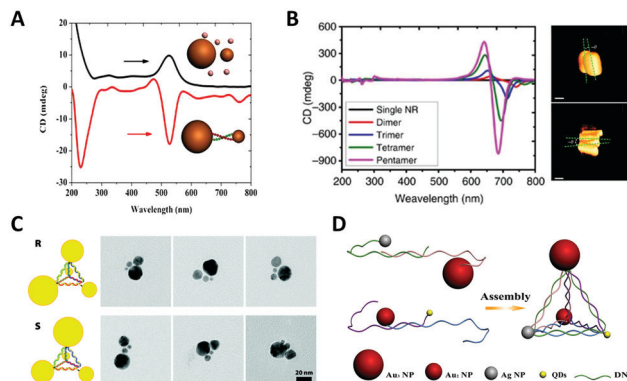 A
CD (mdeg)
20
10
0
-10
-20
-30
200 300 400 500 600 700 800
Wavelength (nm)
B
CD (mdeg)
600
300
0
-300
-600
-900
Single NR
Dimer
Trimer
Tetramer
Pentamer
200 300 400 500 600 700 800
Wavelength (nm)
C
R
S
20 nm
D
Assembly
Au₁ NP
Au₂ NP
Ag NP
QDs
DN